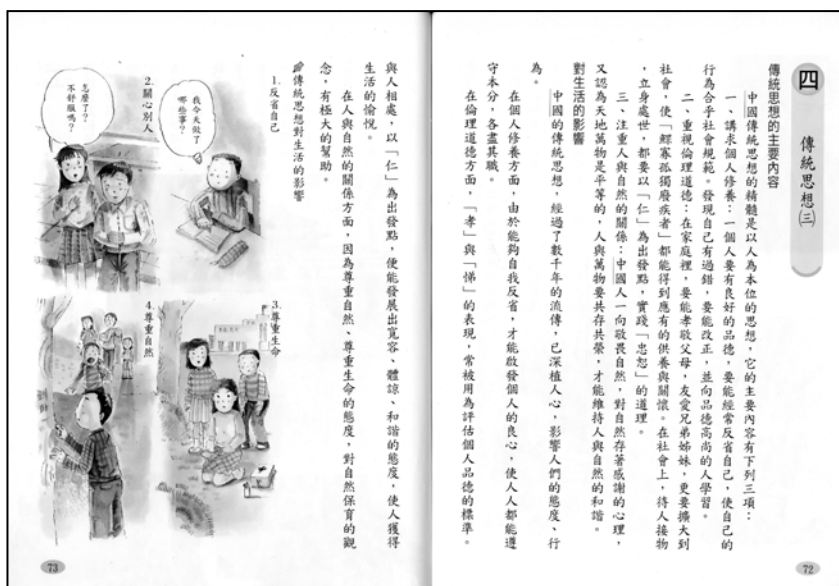 四
傳統思想㈢
傳統思想的主要內容
中國傳統思想的精髓是以人為本位的思想，它的主要內容有下列三項：
一、講求個人修養：一個人要有良好的品德，要能經常反省自己，使自己的
行為合乎社會規範。發現自己有過錯，要能改正，並向品德高尚的人學習。
二、重視倫理道德：在家庭裡，要能孝敬父母，友愛兄弟姊妹，更要擴大到
社會，使「鰥寡孤獨廢疾者」都能得到應有的供養與關懷。在社會上，待人接物
，立身處世，都要以「仁」為出發點，實踐「忠恕」的道理。
三、注重人與自然的關係：中國人一向敬畏自然，對自然存著感謝的心理，
又認為天地萬物是平等的，人與萬物要共存共榮，才能維持人與自然的和諧。
對生活的影響
中國的傳統思想，經過了數千年的流傳，已深植人心，影響人們的態度、行
為。
在個人修養方面，由於能夠自我反省，才能啟發個人的良心，使人人都能遵
守本分，各盡其職。
在倫理道德方面，「孝」與「悌」的表現，常被用為評估個人品德的標準。
72
與人相處，以「仁」為出發點，便能發展出寬容、體諒、和諧的態度，使人獲得
生活的愉悅。
在人與自然的關係方面，因為尊重自然、尊重生命的態度，對自然保育的觀
念，有極大的幫助。
傳統思想對生活的影響
1.反省自己
我今天做了
哪些事？
2.關心別人
怎麼了？
不舒服嗎？
3.尊重生命
4.尊重自然
73